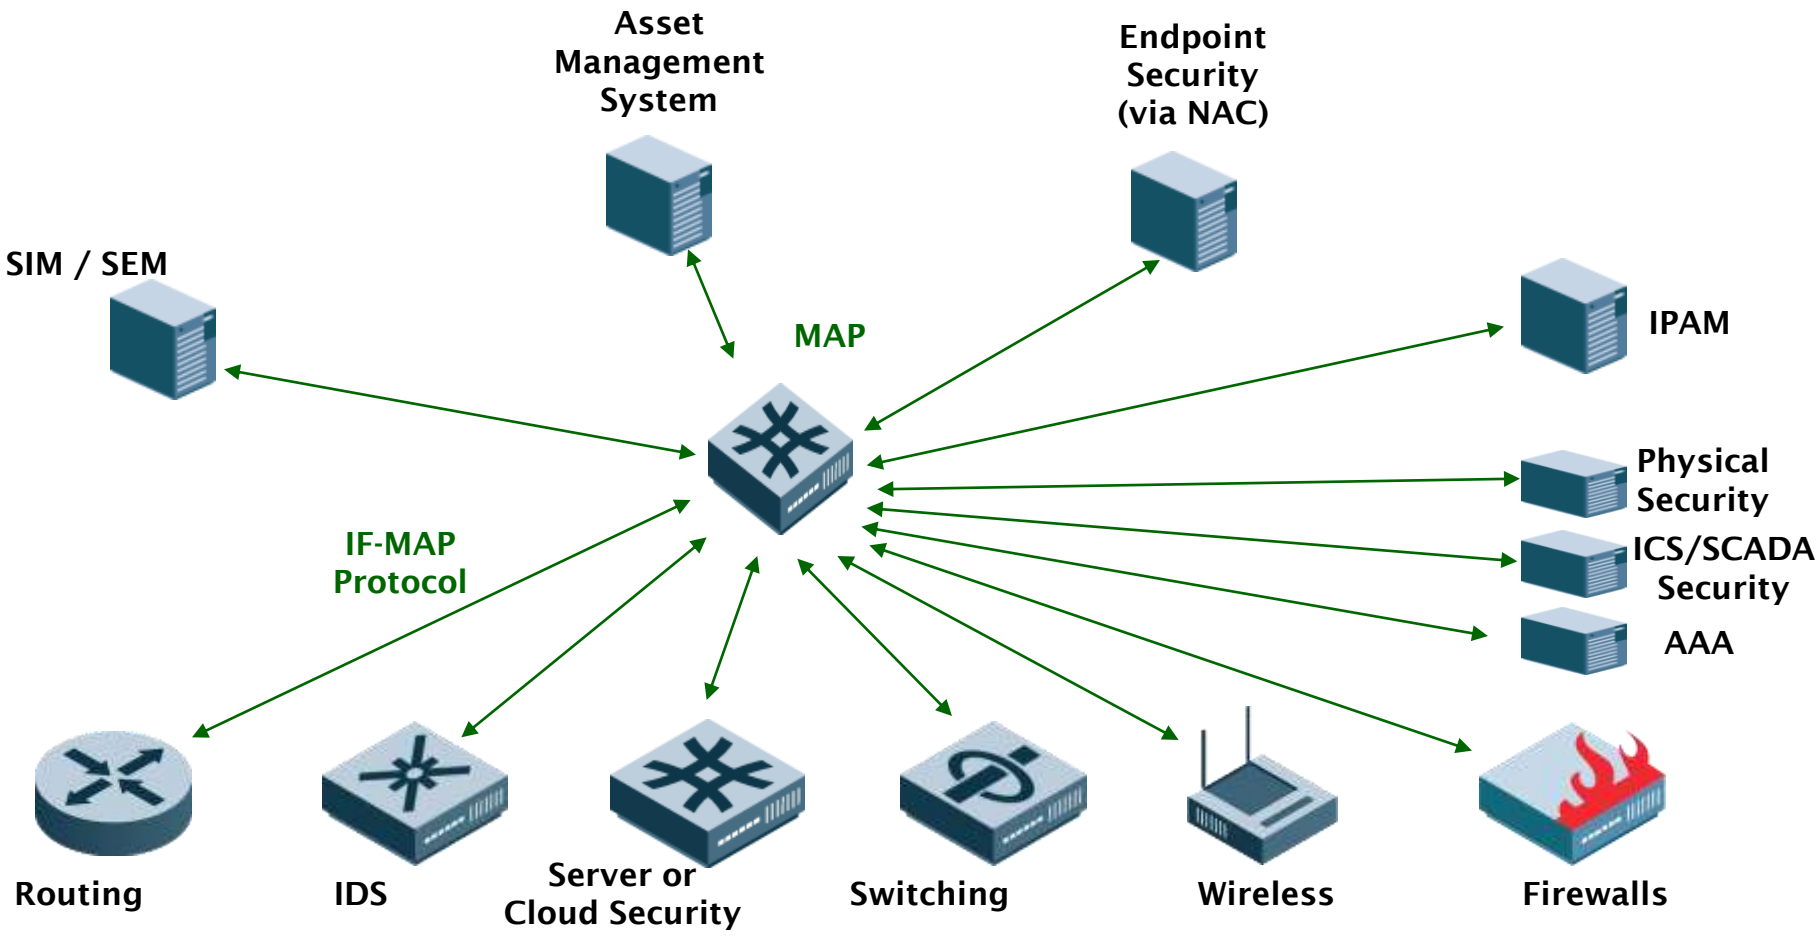 Asset
Management
System
Endpoint
Security
(via NAC)
SIM / SEM
MAP
IPAM
Physical
Security
IF-MAP
Protocol
ICS/SCADA
Security
AAA
Routing
IDS
Server or
Cloud Security
Switching
Wireless
Firewalls